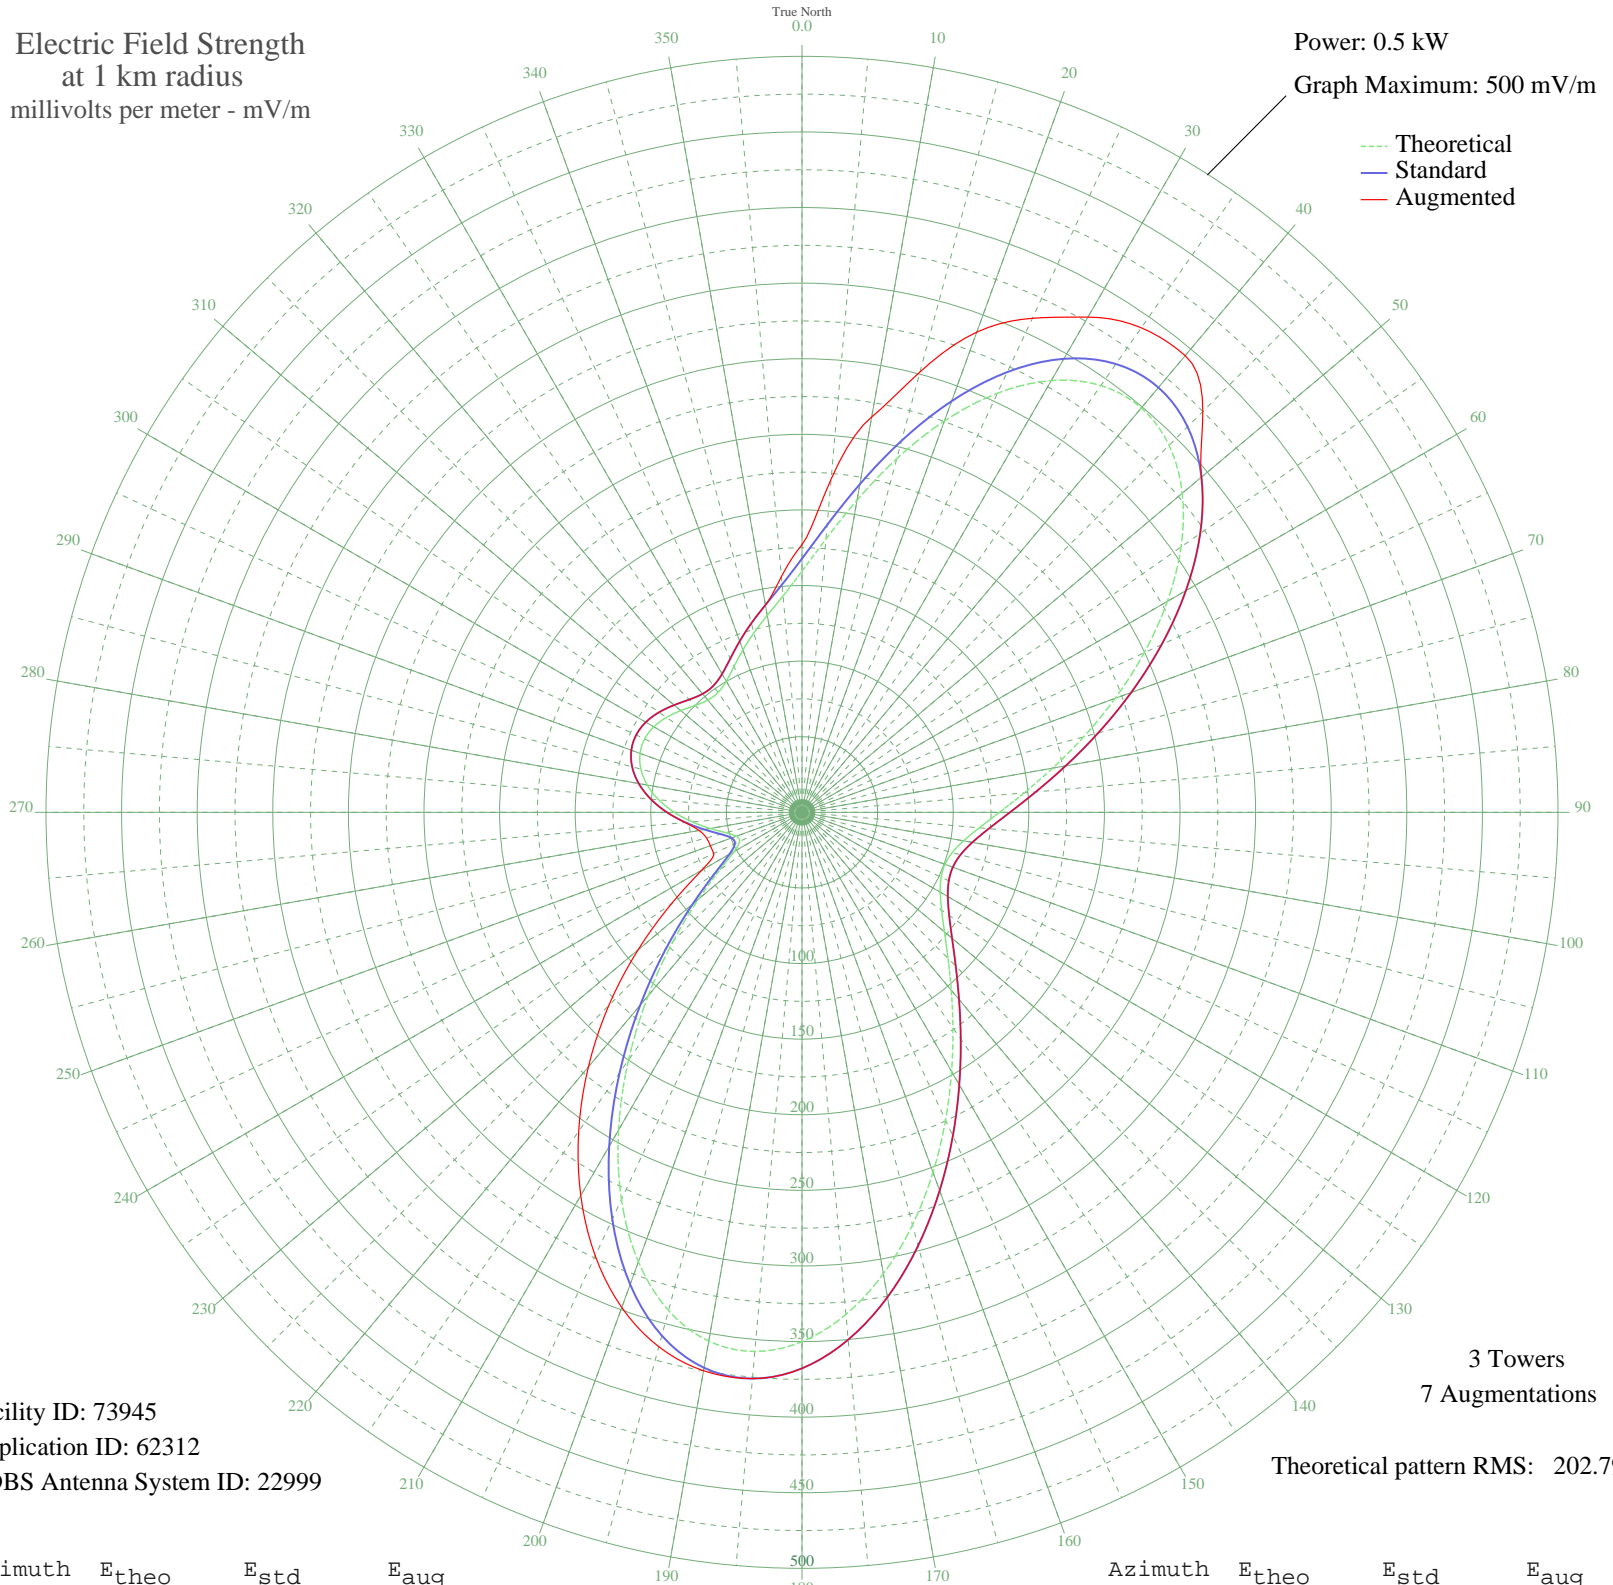 True North
0.0
Electric Field Strength
at 1 km radius
millivolts per meter - mV/m
Power: 0.5 kW
Graph Maximum: 500 mV/m
Theoretical
Standard
Augmented
350
10
340
20
330
30
320
40
310
50
300
60
290
70
280
80
270
90
260
100
250
110
240
120
230
130
220
140
210
150
200
160
190
170
100
150
200
250
300
350
400
450
500
3 Towers
7 Augmentations
Theoretical pattern RMS: 202.79
cility ID: 73945
plication ID: 62312
DBS Antenna System ID: 22999
imuth Etheo Estd Eaug
Azimuth Etheo Estd Eaug